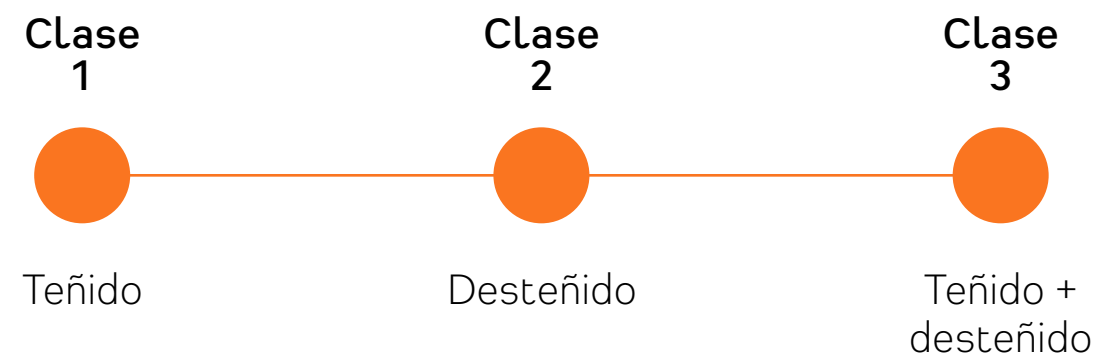 Clase
1
Clase
2
Clase
3
Teñido
Desteñido
Teñido +
desteñido